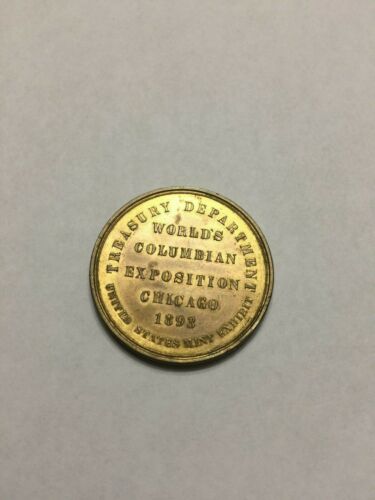 TREASURY DEPARTMENT
WORLD'S
COLUMBIAN
EXPOSITION
CHICAGO
1893
UNITED STATES MINT EXHIBIT